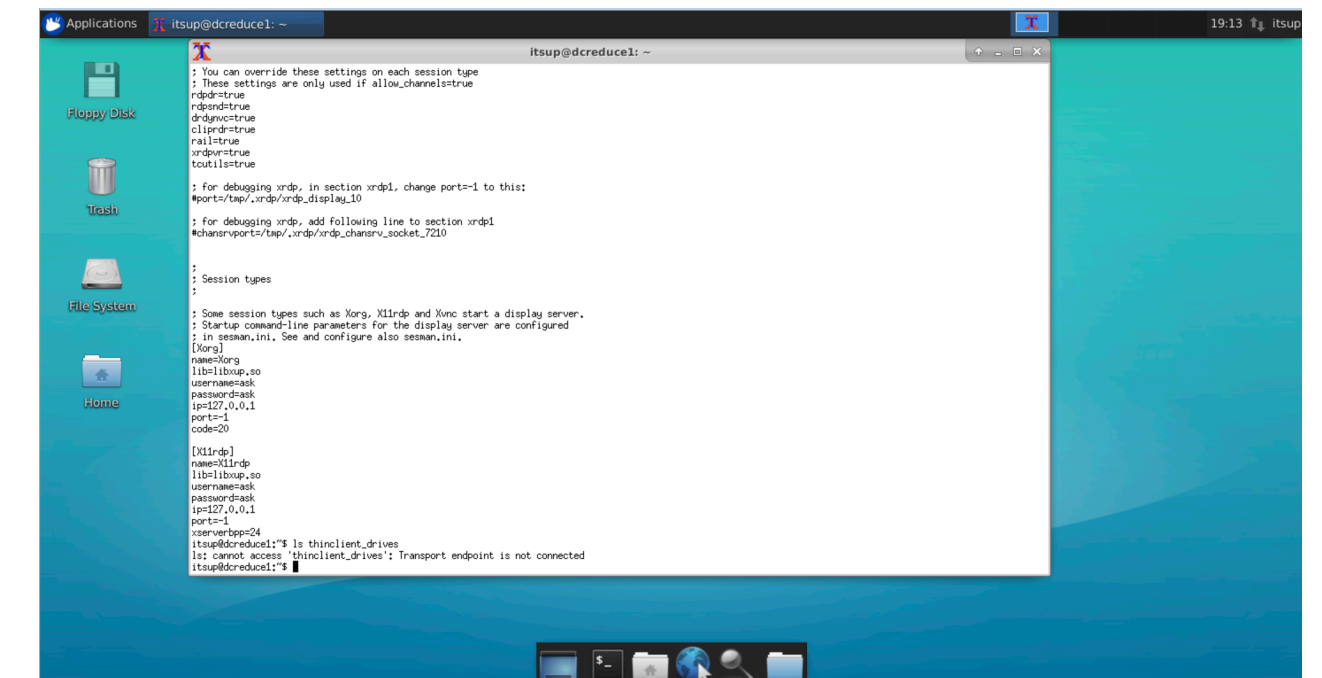 Applications
itsup@dcreduce1: ~
19:13
itsup
itsup@dcreduce1: ~
Floppy Disk
Trash
File System
Home
; You can override these settings on each session type
; These settings are only used if allow_channels=true
rdpdr=true
rdpsnd=true
drdynvc=true
cliprdr=true
rail=true
xrdpvr=true
tcutils=true
; for debugging xrdp, in section xrdp1, change port=-1 to this:
#port=/tmp/.xrdp/xrdp_display_10
; for debugging xrdp, add following line to section xrdp1
#chansrvport=/tmp/.xrdp/xrdp_chansrv_socket_7210
;
; Session types
;
; Some session types such as Xorg, X11rdp and Xvnc start a display server.
; Startup command-line parameters for the display server are configured
; in sesman.ini. See and configure also sesman.ini.
[Xorg]
name=Xorg
lib=libxup.so
username=ask
password=ask
ip=127.0.0.1
port=-1
code=20
[X11rdp]
name=X11rdp
lib=libxup.so
username=ask
password=ask
ip=127.0.0.1
port=-1
xserverbpp=24
itsup@dcreduce1:~$ ls thinclient_drives
ls: cannot access 'thinclient_drives': Transport endpoint is not connected
itsup@dcreduce1:~$
$_